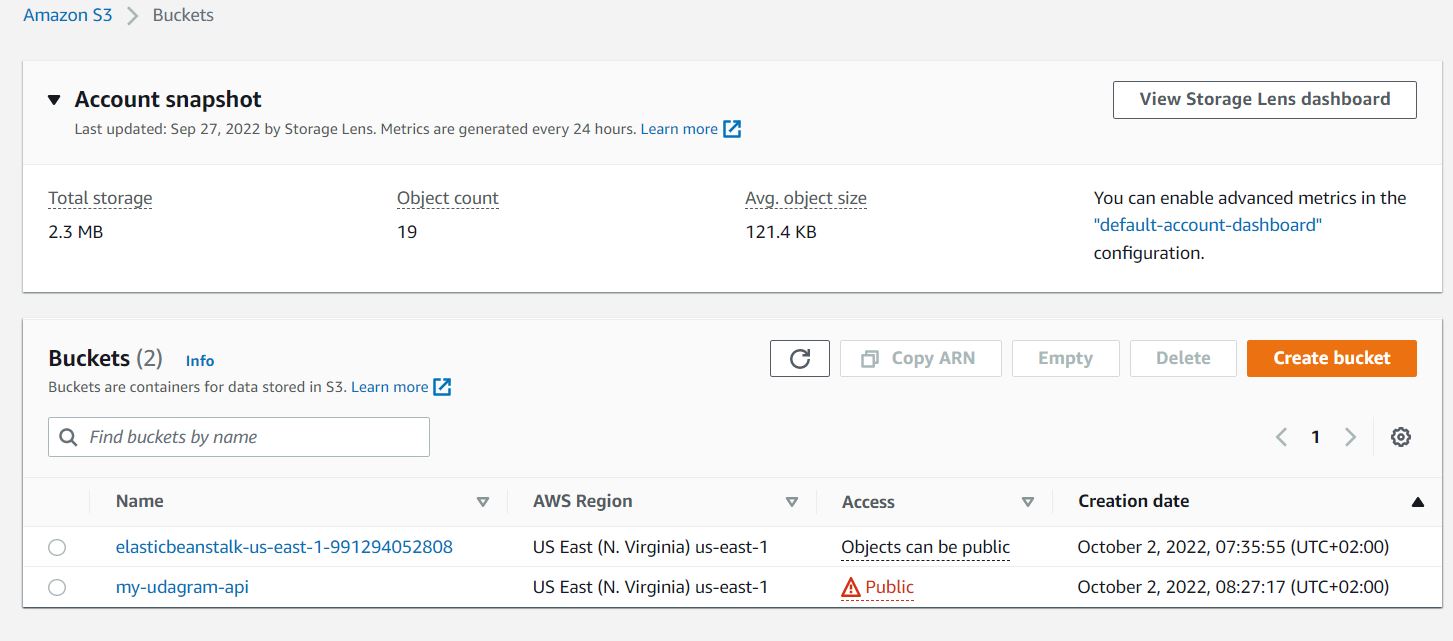 Amazon S3 > Buckets
Account snapshot
View Storage Lens dashboard
Last updated: Sep 27, 2022 by Storage Lens. Metrics are generated every 24 hours. Learn more
Total storage Object count Avg. object size You can enable advanced metrics in the
2.3 MB 19 121.4 KB "default-account-dashboard"
configuration.
Buckets (2) Info Copy ARN Empty Delete Create bucket
Buckets are containers for data stored in S3. Learn more
Find buckets by name 1
Name AWS Region Access Creation date
elasticbeanstalk-us-east-1-991294052808 US East (N. Virginia) us-east-1 Objects can be public October 2, 2022, 07:35:55 (UTC+02:00)
my-udagram-api US East (N. Virginia) us-east-1 Public October 2, 2022, 08:27:17 (UTC+02:00)